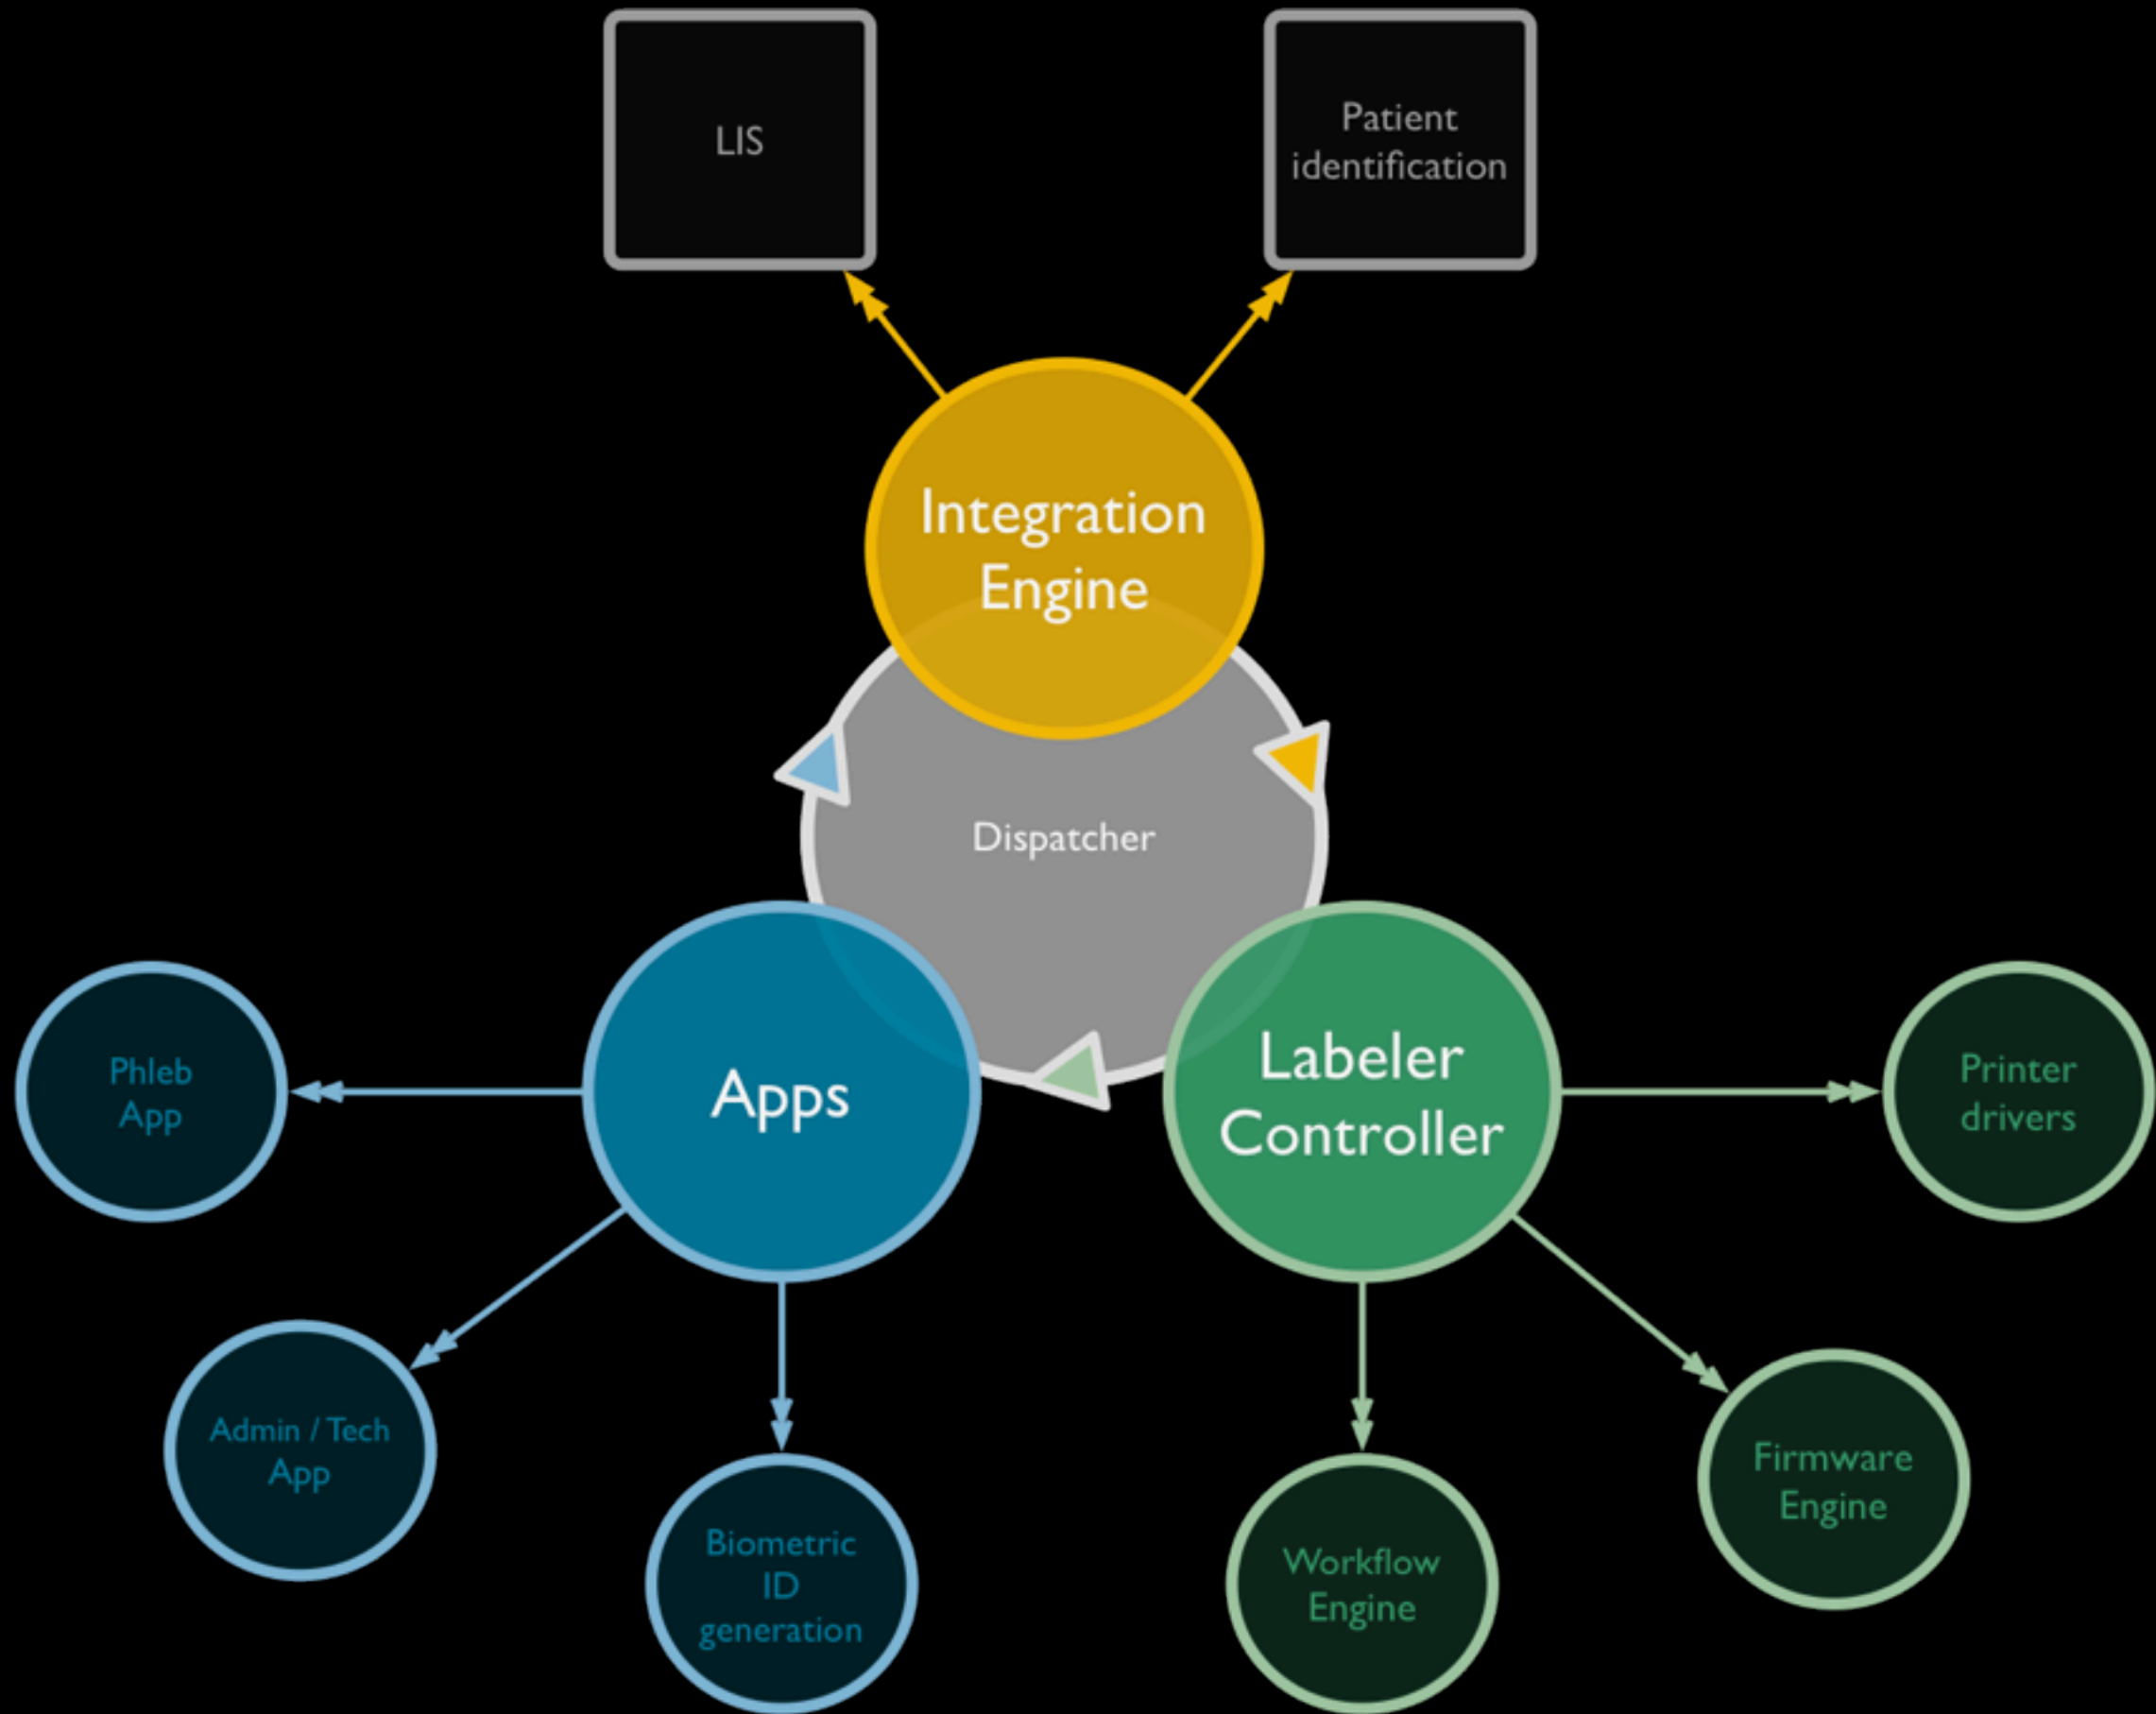 LIS
Patient
identification
Integration
Engine
Dispatcher
Apps
Labeler
Controller
Phleb
App
Printer
drivers
Admin / Tech
App
Biometric
ID
generation
Workflow
Engine
Firmware
Engine